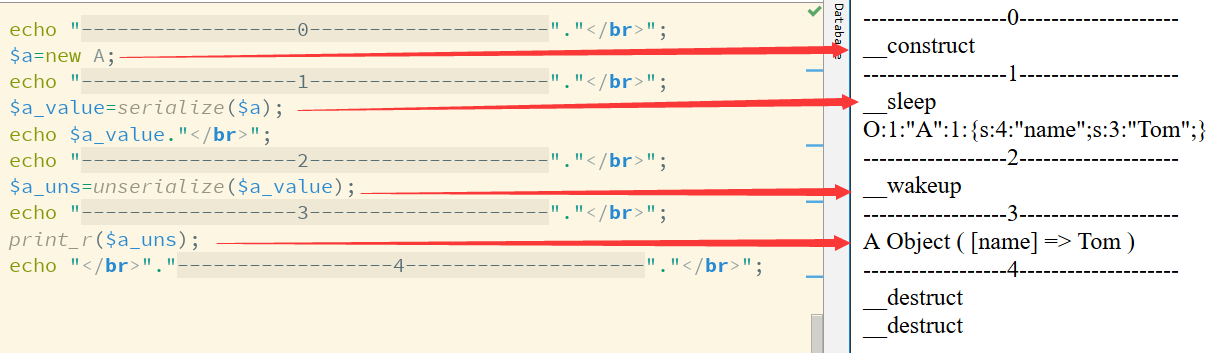 echo "------------------0--------------------"."</br>";
$a=new A;
echo "------------------1--------------------"."</br>";
$a_value=serialize($a);
echo $a_value."</br>";
echo "------------------2--------------------"."</br>";
$a_uns=unserialize($a_value);
echo "------------------3--------------------"."</br>";
print_r($a_uns);
echo "</br>"."------------------4--------------------"."</br>";
Database
------------------0--------------------
__construct
------------------1--------------------
__sleep
O:1:"A":1:{s:4:"name";s:3:"Tom";}
------------------2--------------------
__wakeup
------------------3--------------------
A Object ( [name] => Tom )
------------------4--------------------
__destruct
__destruct